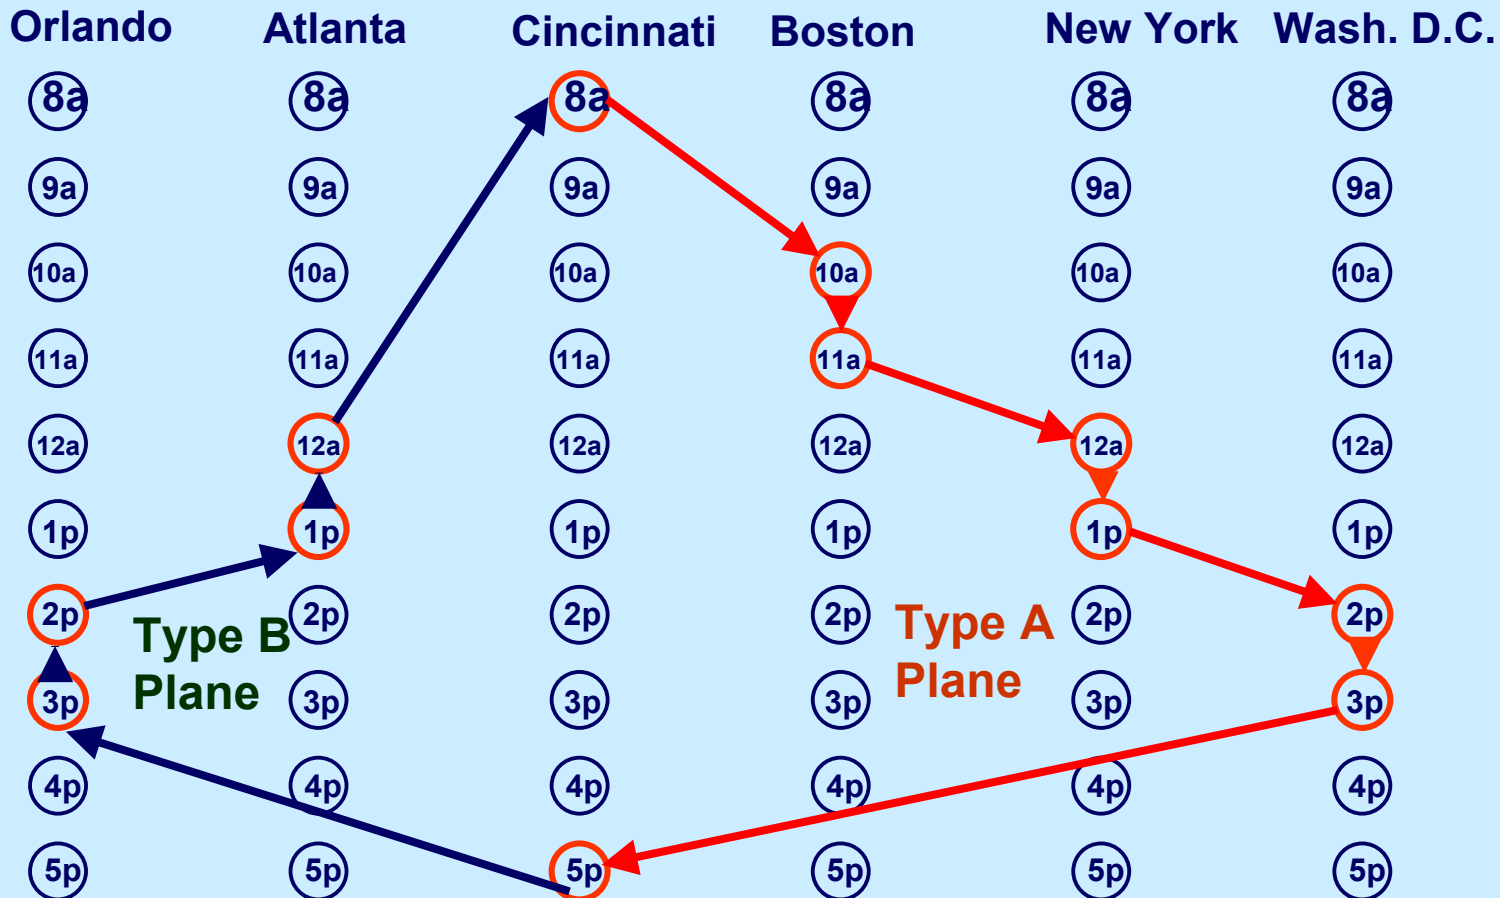 Orlando Atlanta Cincinnati Boston New York Wash. D.C.
8a 8a 8a 8a 8a 8a
9a 9a 9a 9a 9a 9a
10a 10a 10a 10a 10a 10a
11a 11a 11a 11a 11a 11a
12a 12a 12a 12a 12a 12a
1p 1p 1p 1p 1p 1p
2p 2p 2p 2p 2p 2p
Type B
Plane
Type A
Plane
3p 3p 3p 3p 3p 3p
4p 4p 4p 4p 4p 4p
5p 5p 5p 5p 5p 5p